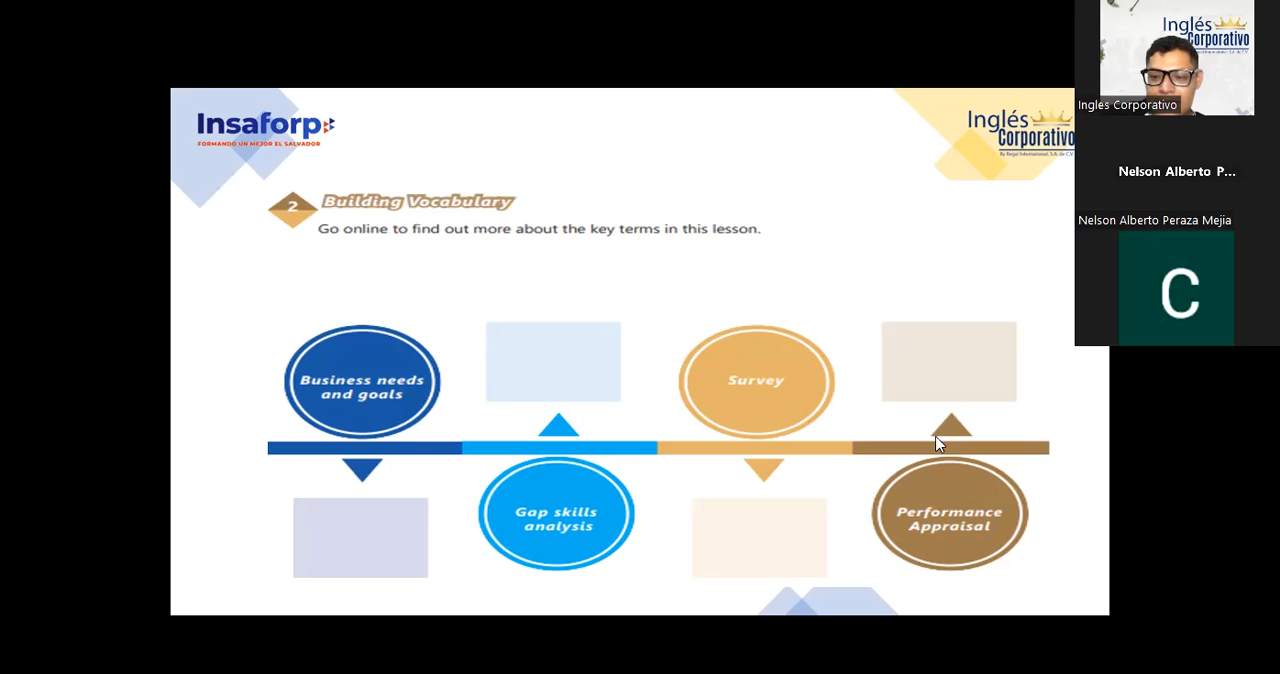 Insaforp
FORMANDO UN MEJOR EL SALVADOR
Inglés
Corporativo
By Regal International, S.A. de C.V.
2
Building Vocabulary
Go online to find out more about the key terms in this lesson.
Business needs
and goals
Survey
Gap skills
analysis
Performance
Appraisal
Inglés
Corporativo
Ingles Corporativo
Nelson Alberto P...
Nelson Alberto Peraza Mejia
C